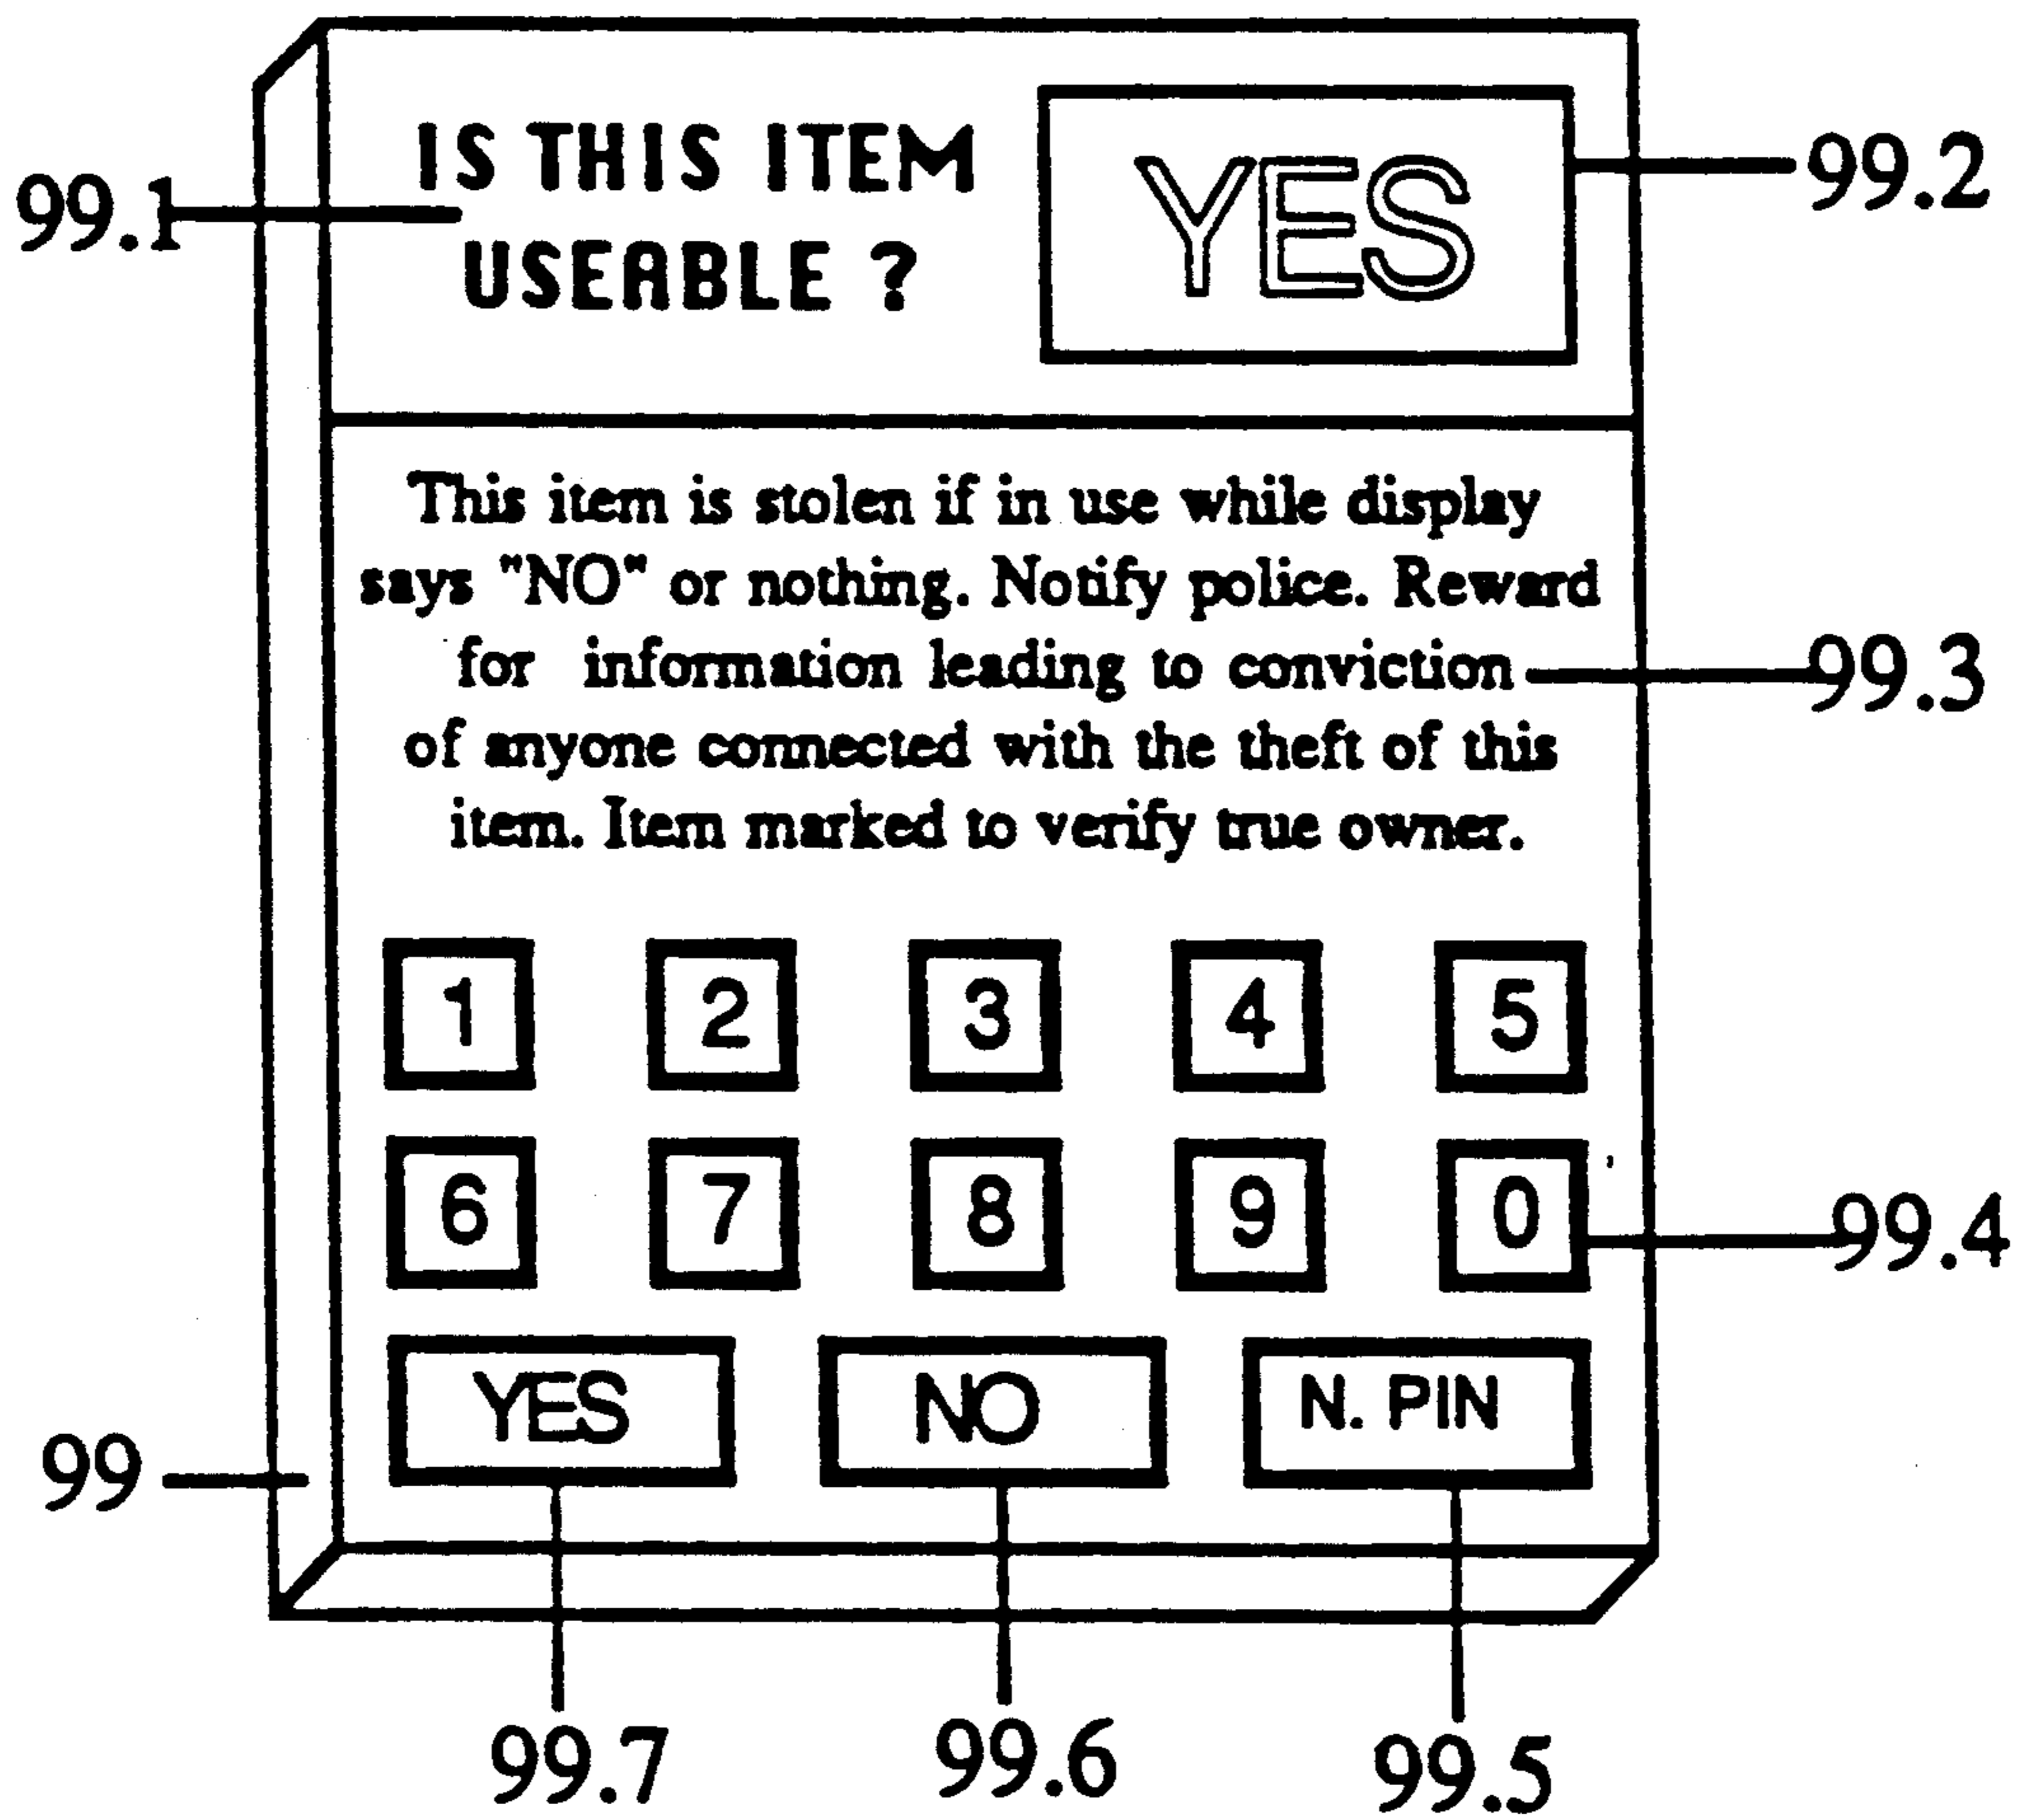 IS THIS ITEM
USEABLE ?
YES
99.1
99.2
This item is stolen if in use while display
says "NO" or nothing. Notify police. Reward
for information leading to conviction
of anyone connected with the theft of this
item. Item marked to verify true owner.
99.3
1 2 3 4 5
6 7 8 9 0
99.4
YES NO N. PIN
99
99.7 99.6 99.5